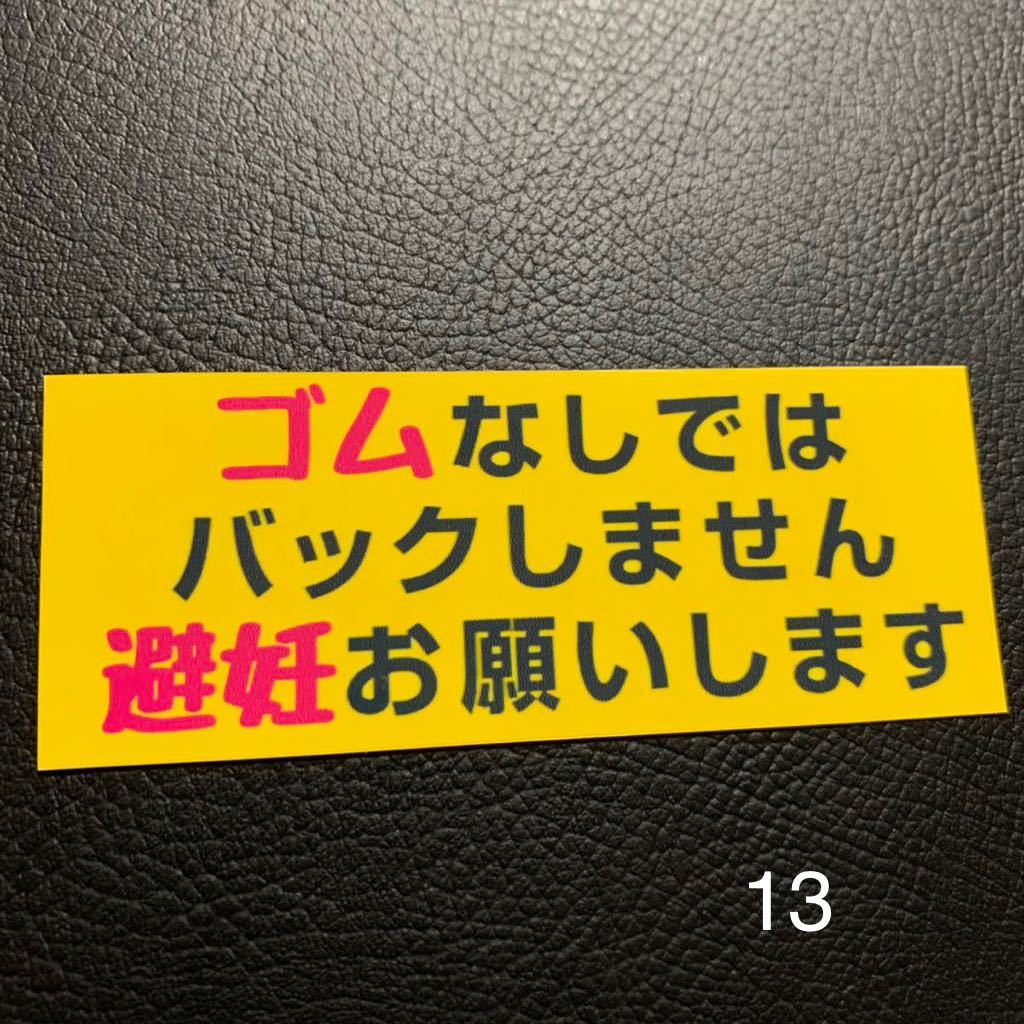 ゴムなしでは
バックしません
避妊お願いします
13